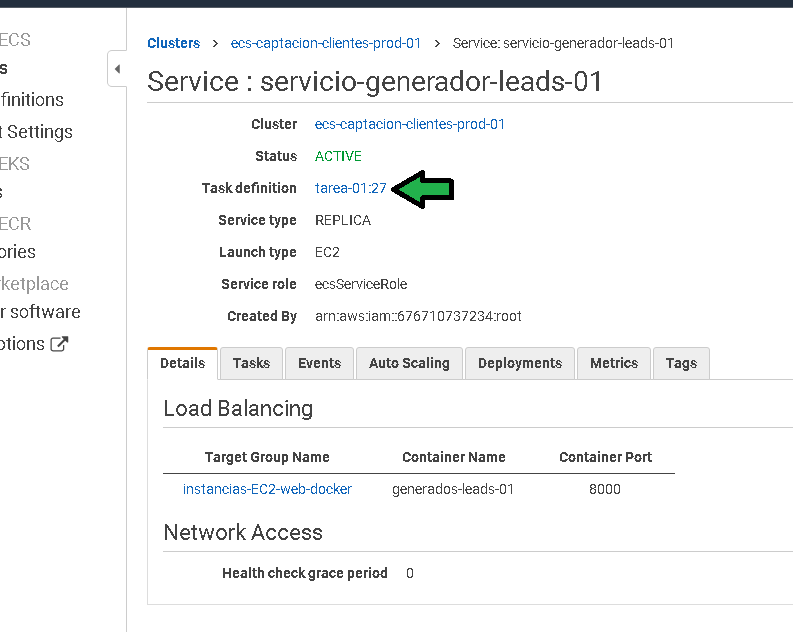 ECS
s
finitions
t Settings
EKS
s
ECR
ories
rketplace
r software
ptions
Clusters > ecs-captacion-clientes-prod-01 > Service: servicio-generador-leads-01
Service : servicio-generador-leads-01
Cluster ecs-captacion-clientes-prod-01
Status ACTIVE
Task definition tarea-01:27
Service type REPLICA
Launch type EC2
Service role ecsServiceRole
Created By arn:aws:iam::676710737234:root
Details Tasks Events Auto Scaling Deployments Metrics Tags
Load Balancing
Target Group Name Container Name Container Port
instancias-EC2-web-docker generados-leads-01 8000
Network Access
Health check grace period 0